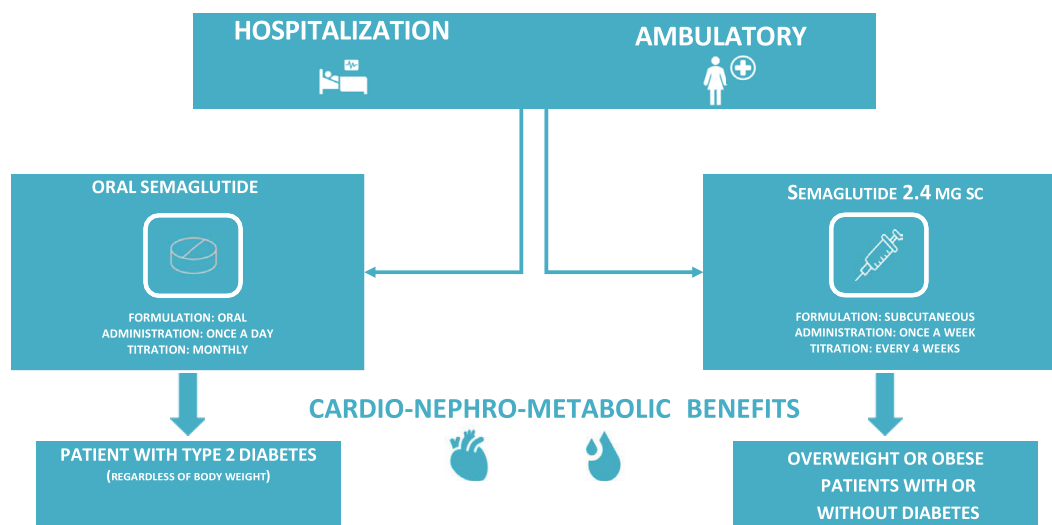 HOSPITALIZATION
AMBULATORY
ORAL SEMAGLUTIDE
FORMULATION: ORAL
ADMINISTRATION: ONCE A DAY
TITRATION: MONTHLY
SEMAGLUTIDE 2.4 MG SC
FORMULATION: SUBCUTANEOUS
ADMINISTRATION: ONCE A WEEK
TITRATION: EVERY 4 WEEKS
CARDIO-NEPHRO-METABOLIC BENEFITS
PATIENT WITH TYPE 2 DIABETES
(REGARDLESS OF BODY WEIGHT)
OVERWEIGHT OR OBESE
PATIENTS WITH OR
WITHOUT DIABETES